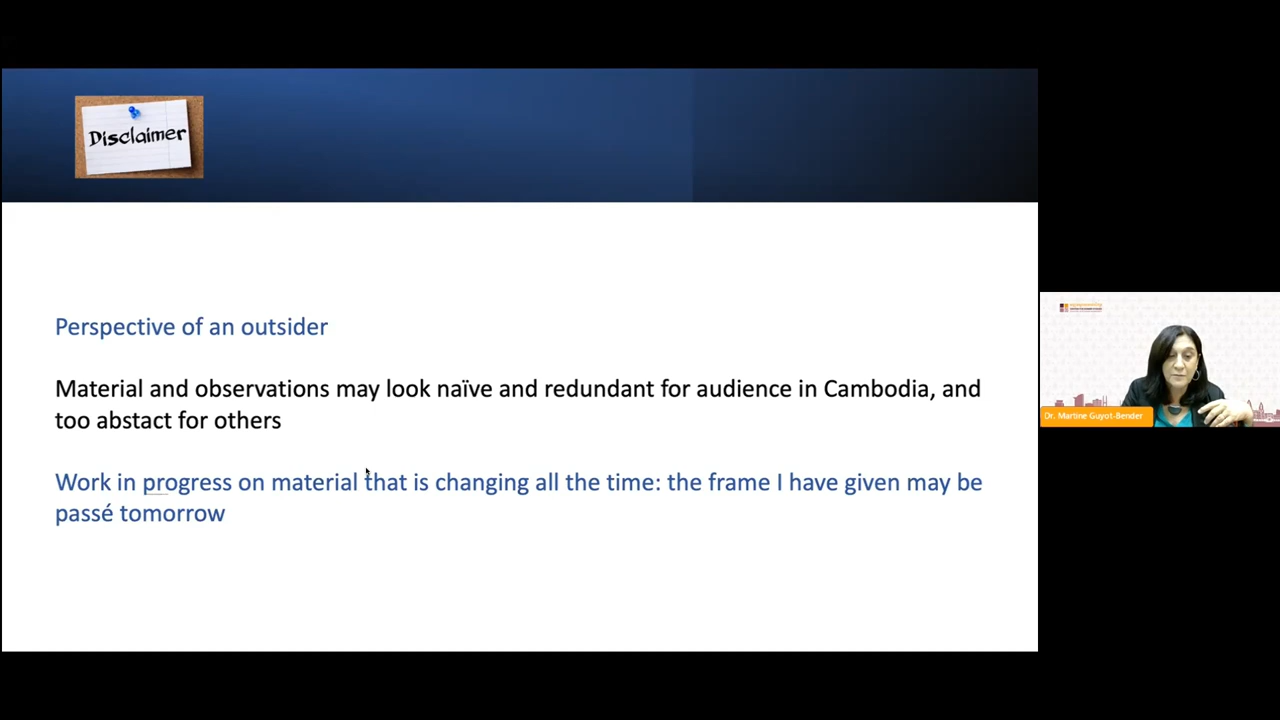 Disclaimer
Perspective of an outsider
Material and observations may look naïve and redundant for audience in Cambodia, and
too abstact for others
Work in progress on material that is changing all the time: the frame I have given may be
passé tomorrow
Dr. Martine Guyot-Bender